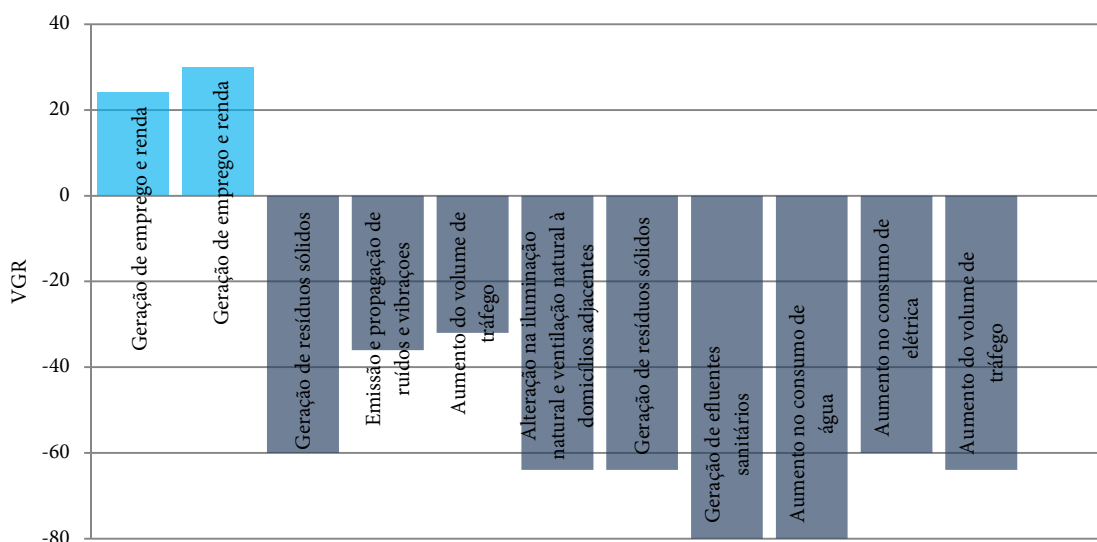 40
20
0
-20
-40
-60
-80
VGR
Geração de emprego e renda
Geração de emprego e renda
Geração de resíduos sólidos
Emissão e propagação de
ruídos e vibraçoes
Aumento do volume de
tráfego
Alteração na iluminação
natural e ventilação natural à
domicílios adjacentes
Geração de resíduos sólidos
Geração de efluentes
sanitários
Aumento no consumo de
água
Aumento no consumo de
elétrica
Aumento do volume de
tráfego